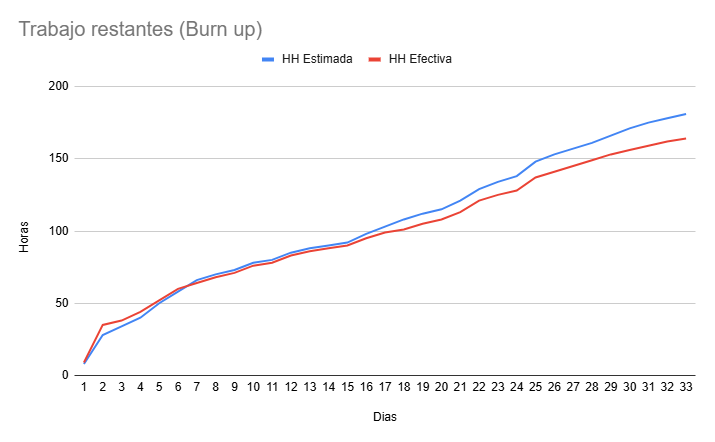 Trabajo restantes (Burn up)
HH Estimada HH Efectiva
200
150
100
50
0
Horas
1 2 3 4 5 6 7 8 9 10 11 12 13 14 15 16 17 18 19 20 21 22 23 24 25 26 27 28 29 30 31 32 33
Dias